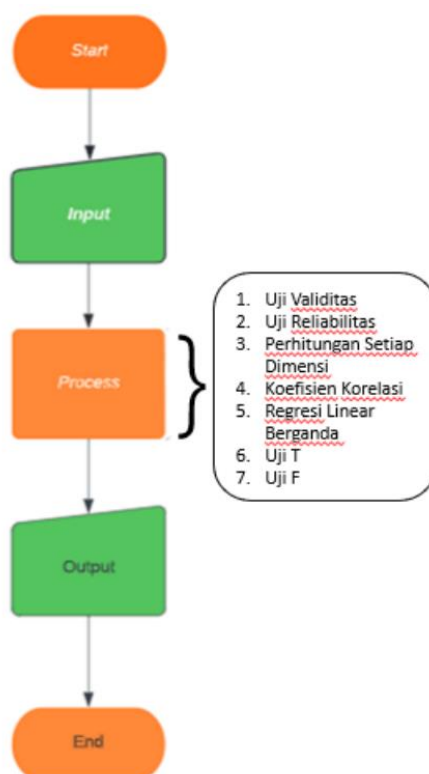 Start
Input
Process
1. Uji Validitas
2. Uji Reliabilitas
3. Perhitungan Setiap
Dimensi
4. Koefisien Korelasi
5. Regresi Linear
Berganda
6. Uji T
7. Uji F
Output
End